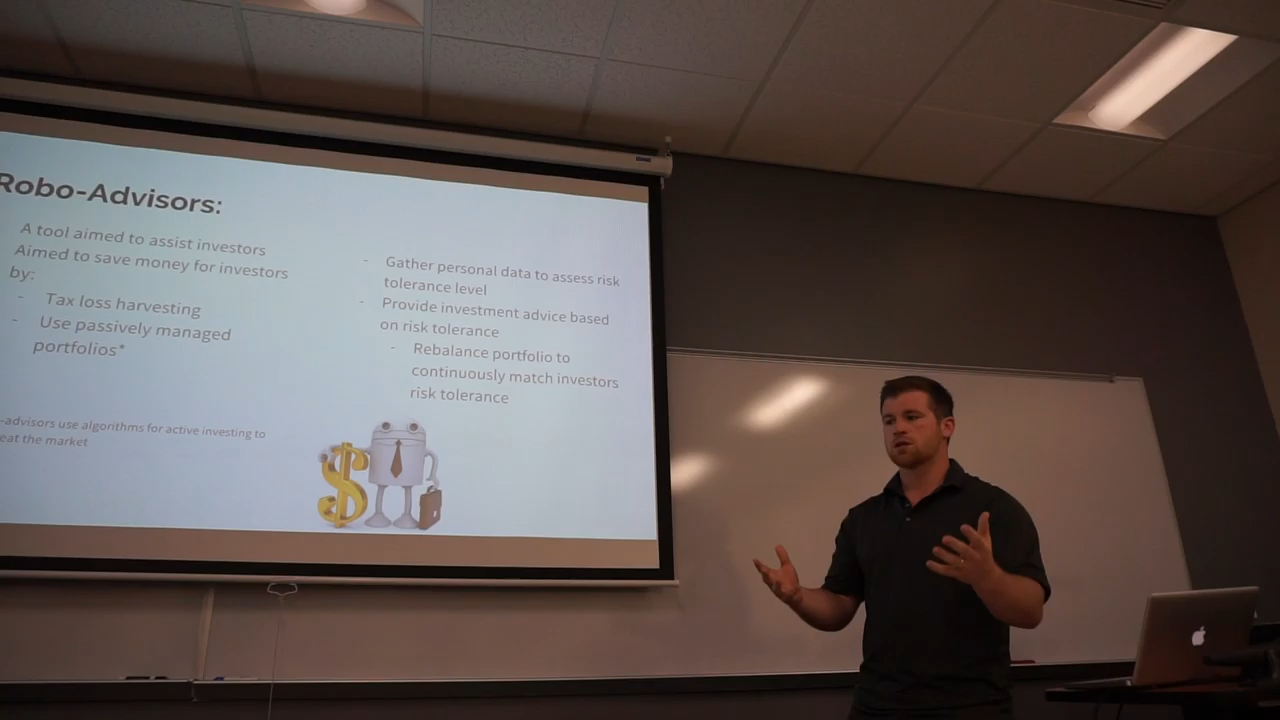 Robo-Advisors:
A tool aimed to assist investors
Aimed to save money for investors
by:
- Tax loss harvesting
- Use passively managed
portfolios*
-advisors use algorithms for active investing to
eat the market
- Gather personal data to assess risk
tolerance level
- Provide investment advice based
on risk tolerance
- Rebalance portfolio to
continuously match investors
risk tolerance
$